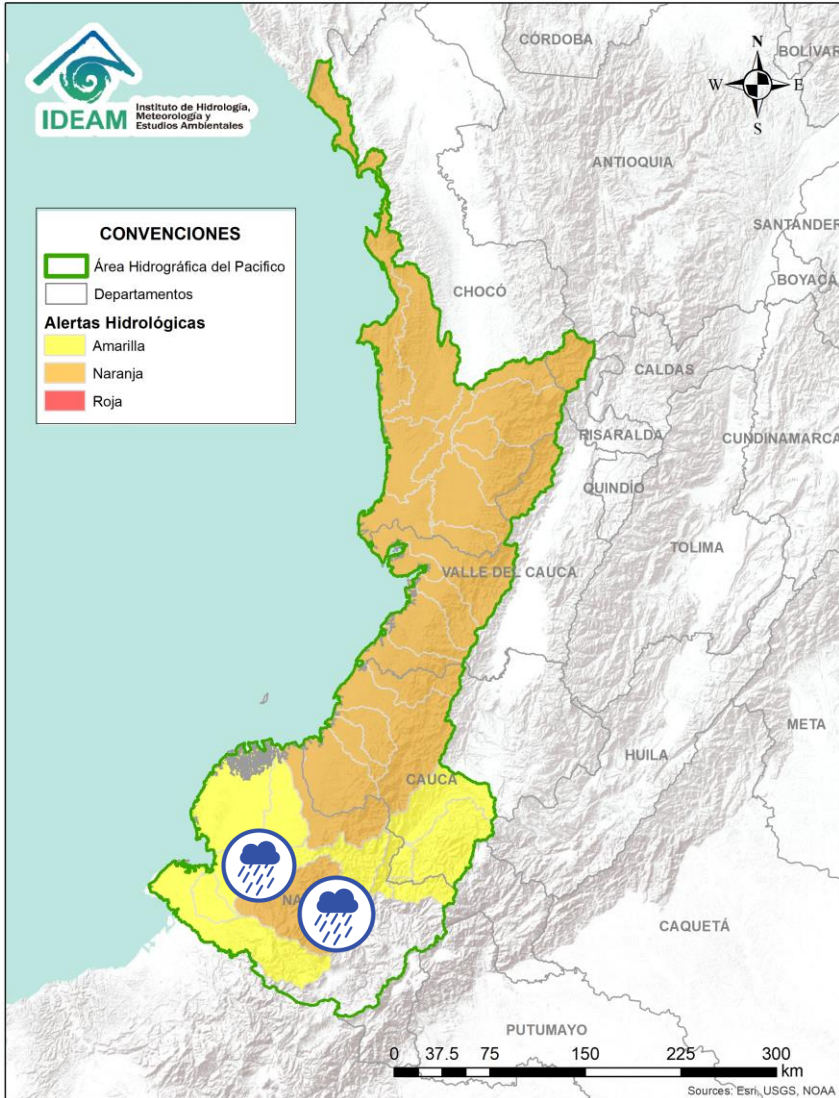 IDEAM
Instituto de Hidrología,
Meteorología y
Estudios Ambientales
CÓRDOBA
BOLÍVAR
N
W
E
S
ANTIOQUIA
SANTANDER
BOYACÁ
CONVENCIONES
Área Hidrográfica del Pacifico
Departamentos
Alertas Hidrológicas
Amarilla
Naranja
Roja
CHOCÓ
CALDAS
RISARALDA
CUNDINAMARCA
QUINDÍO
TOLIMA
VALLE DEL CAUCA
META
HUILA
CAUCA
NA
CAQUETÁ
PUTUMAYO
0 37.5 75 150 225 300
km
Sources: Esri, USGS, NOAA